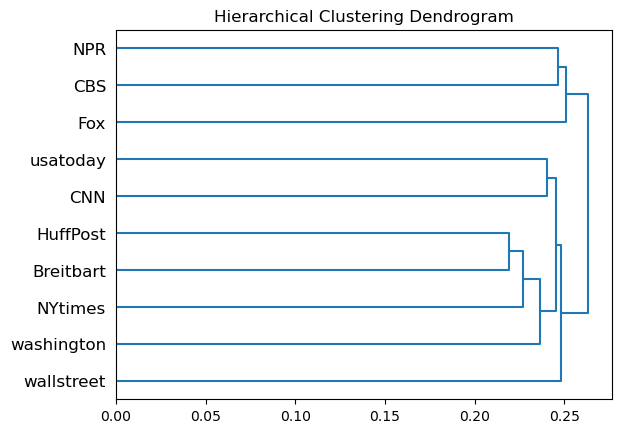 Hierarchical Clustering Dendrogram
NPR
CBS
Fox
usatoday
CNN
HuffPost
Breitbart
NYtimes
washington
wallstreet
0.00 0.05 0.10 0.15 0.20 0.25